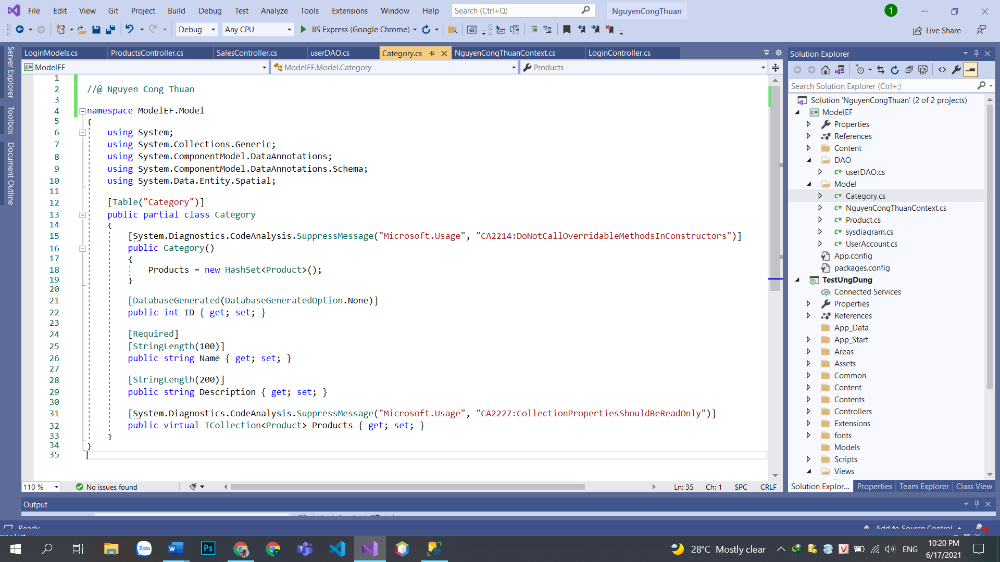 File Edit View Git Project Build Debug Test Analyze Tools Extensions Window Help Search (Ctrl+Q) NguyenCongThuan 1
Debug Any CPU IIS Express (Google Chrome) Live Share
Server Explorer
Toolbox
Document Outline
LoginModels.cs ProductsController.cs SalesController.cs userDAO.cs Category.cs NguyenCongThuanContext.cs LoginController.cs
ModelEF ModelEF.Model.Category Products
1
2 //@ Nguyen Cong Thuan
3
4 namespace ModelEF.Model
5 {
6 using System;
7 using System.Collections.Generic;
8 using System.ComponentModel.DataAnnotations;
9 using System.ComponentModel.DataAnnotations.Schema;
10 using System.Data.Entity.Spatial;
11
12 [Table("Category")]
13 public partial class Category
14 {
15 [System.Diagnostics.CodeAnalysis.SuppressMessage("Microsoft.Usage", "CA2214:DoNotCallOverridableMethodsInConstructors")]
16 public Category()
17 {
18 Products = new HashSet<Product>();
19 }
20
21 [DatabaseGenerated(DatabaseGeneratedOption.None)]
22 public int ID { get; set; }
23
24 [Required]
25 [StringLength(100)]
26 public string Name { get; set; }
27
28 [StringLength(200)]
29 public string Description { get; set; }
30
31 [System.Diagnostics.CodeAnalysis.SuppressMessage("Microsoft.Usage", "CA2227:CollectionPropertiesShouldBeReadOnly")]
32 public virtual ICollection<Product> Products { get; set; }
33 }
34 }
35
110 % No issues found Ln: 35 Ch: 1 SPC CRLF
Solution Explorer
Search Solution Explorer (Ctrl+;)
Solution 'NguyenCongThuan' (2 of 2 projects)
C# ModelEF
Properties
References
Content
DAO
C# userDAO.cs
Model
C# Category.cs
C# NguyenCongThuanContext.cs
C# Product.cs
C# sysdiagram.cs
C# UserAccount.cs
App.config
packages.config
TestUngDung
Connected Services
Properties
References
App_Data
App_Start
Areas
Assets
Common
Content
Contents
Controllers
Extensions
fonts
Models
Scripts
Views
Solution Explor... Properties Team Explorer Class View
Output
Ready Add to Source Control
Zalo Ps 28°C Mostly clear ENG 10:20 PM
6/17/2021